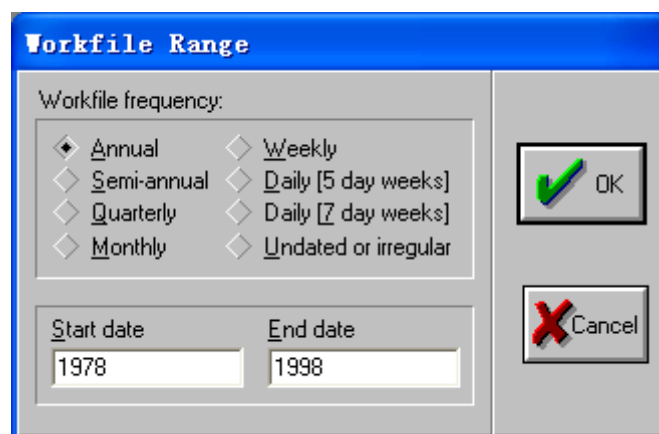 Workfile Range
Workfile frequency:
Annual
Semi-annual
Quarterly
Monthly
Weekly
Daily [5 day weeks]
Daily [7 day weeks]
Undated or irregular
Start date
1978
End date
1998
OK
Cancel